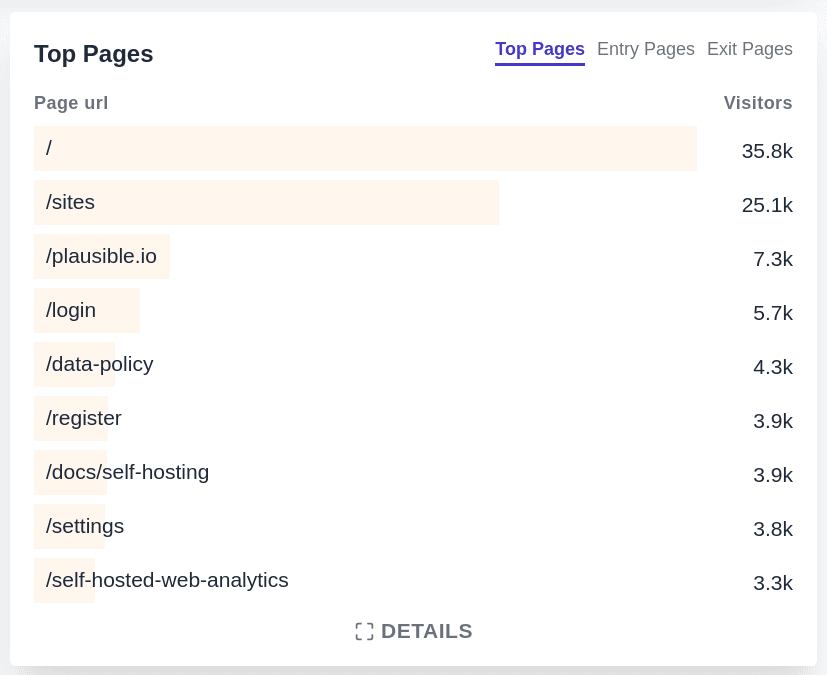 Top Pages Top Pages Entry Pages Exit Pages
Page url Visitors
/ 35.8k
/sites 25.1k
/plausible.io 7.3k
/login 5.7k
/data-policy 4.3k
/register 3.9k
/docs/self-hosting 3.9k
/settings 3.8k
/self-hosted-web-analytics 3.3k
DETAILS